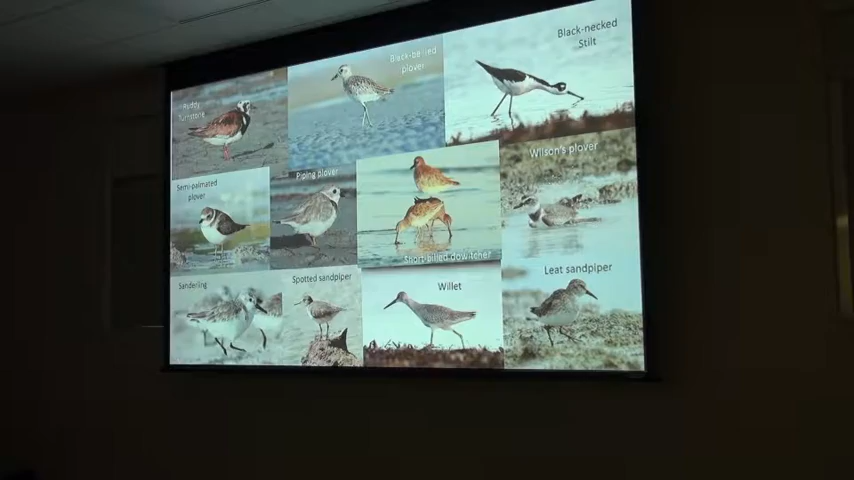 Black-necked
Stilt
Black-bellied
plover
Ruddy
Turnstone
Wilson's plover
Semi-palmated
plover
Piping plover
Short-billed dowitcher
Sanderling
Spotted sandpiper
Willet
Leat sandpiper